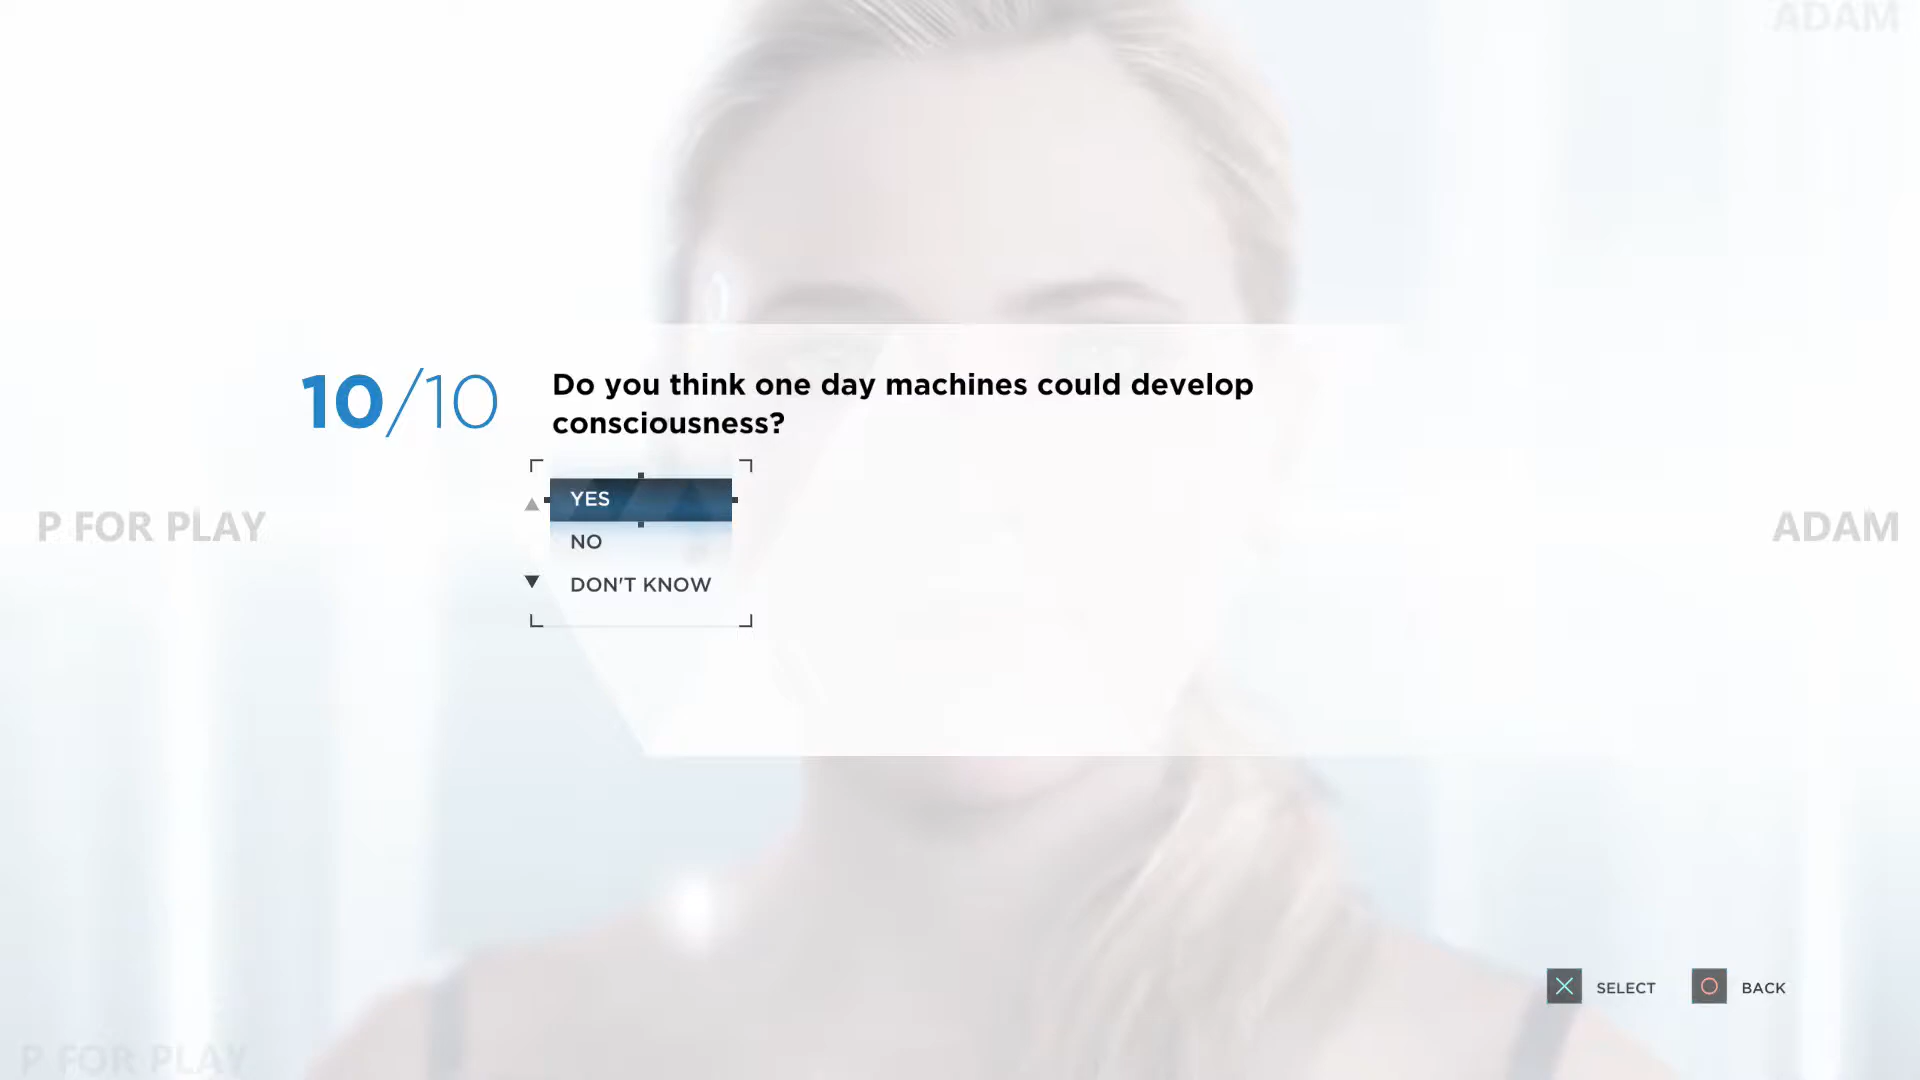 ADAM
10/10
Do you think one day machines could develop
consciousness?
YES
NO
DON'T KNOW
P FOR PLAY
ADAM
SELECT
BACK
P FOR PLAY